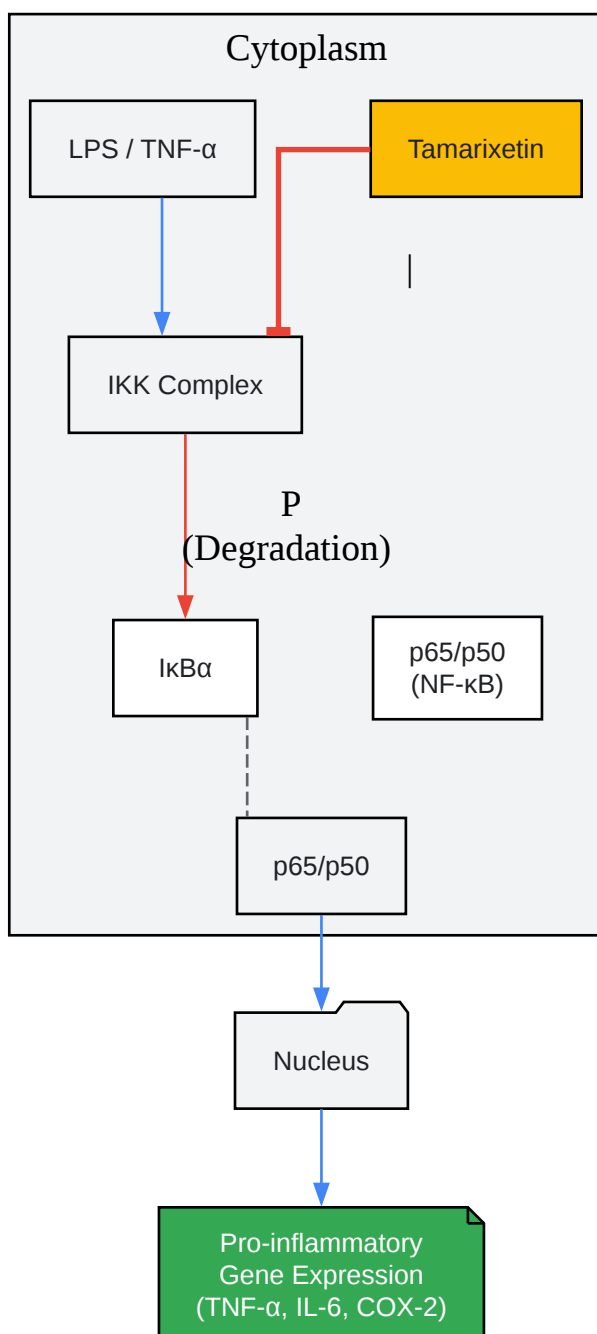 Cytoplasm
LPS / TNF-α
Tamarixetin
|
IKK Complex
P
(Degradation)
IκBα
p65/p50
(NF-κB)
p65/p50
Nucleus
Pro-inflammatory
Gene Expression
(TNF-α, IL-6, COX-2)